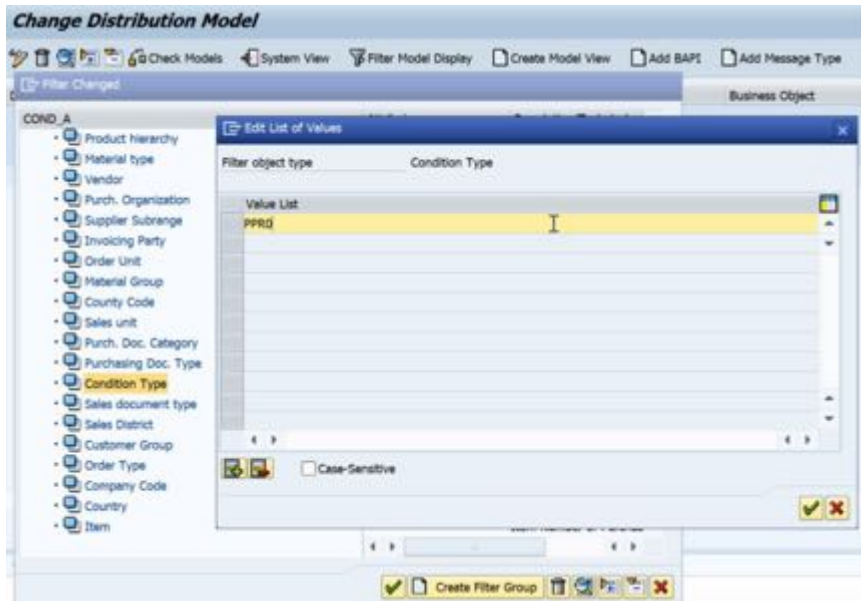 Change Distribution Model
Check Models System View Filter Model Display Create Model View Add BAPI Add Message Type
Filter Changed
Business Object
COND_A
Edit List of Values
Product hierarchy
Material type
Filter object type Condition Type
Vendor
Purch. Organization
Value List
Supplier Subrange
PPR0
Invoicing Party
Order Unit
Material Group
County Code
Sales unit
Purch. Doc. Category
Purchasing Doc. Type
Condition Type
Sales document type
Sales District
Customer Group
Order Type
Case-Sensitive
Company Code
Country
Item
Create Filter Group